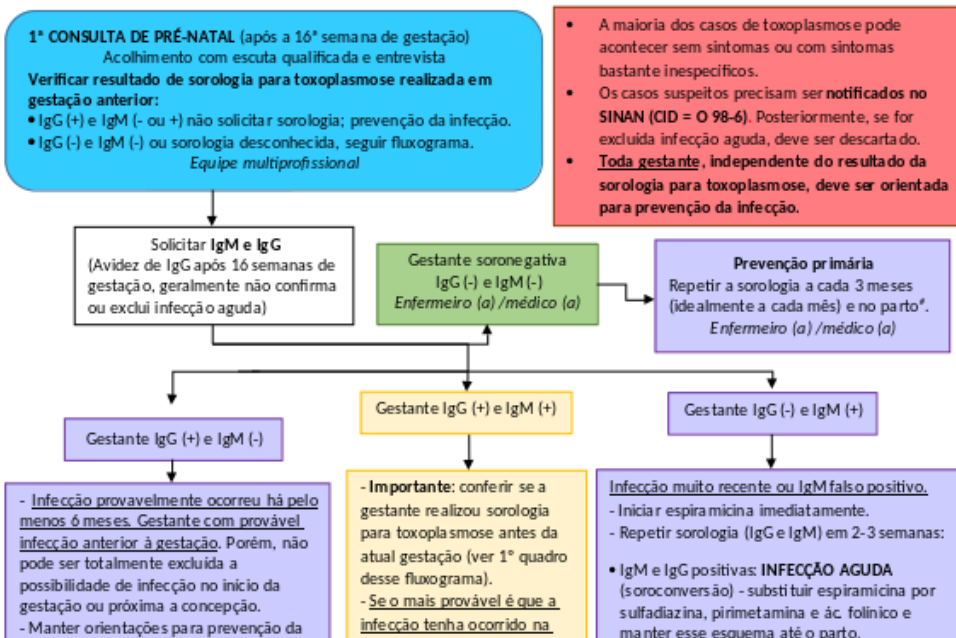 1ª CONSULTA DE PRÉ-NATAL (após a 16ª semana de gestação)
Acolhimento com escuta qualificada e entrevista
Verificar resultado de sorologia para toxoplasmose realizada em
gestação anterior:
• IgG (+) e IgM (- ou +) não solicitar sorologia; prevenção da infecção.
• IgG (-) e IgM (-) ou sorologia desconhecida, seguir fluxograma.
Equipe multiprofissional
• A maioria dos casos de toxoplasmose pode
acontecer sem sintomas ou com sintomas
bastante inespecíficos.
• Os casos suspeitos precisam ser notificados no
SINAN (CID = O 98-6). Posteriormente, se for
excluída infecção aguda, deve ser descartado.
• Toda gestante, independente do resultado da
sorologia para toxoplasmose, deve ser orientada
para prevenção da infecção.
Solicitar IgM e IgG
(Avidez de IgG após 16 semanas de
gestação, geralmente não confirma
ou exclui infecção aguda)
Gestante soronegativa
IgG (-) e IgM (-)
Enfermeiro (a) /médico (a)
Prevenção primária
Repetir a sorologia a cada 3 meses
(idealmente a cada mês) e no parto#.
Enfermeiro (a) /médico (a)
Gestante IgG (+) e IgM (-)
Gestante IgG (+) e IgM (+)
Gestante IgG (-) e IgM (+)
- Infecção provavelmente ocorreu há pelo
menos 6 meses. Gestante com provável
infecção anterior à gestação. Porém, não
pode ser totalmente excluída a
possibilidade de infecção no início da
gestação ou próxima a concepção.
- Manter orientações para prevenção da
- Importante: conferir se a
gestante realizou sorologia
para toxoplasmose antes da
atual gestação (ver 1° quadro
desse fluxograma).
- Se o mais provável é que a
infecção tenha ocorrido na
Infecção muito recente ou IgM falso positivo.
- Iniciar espiramicina imediatamente.
- Repetir sorologia (IgG e IgM) em 2-3 semanas:
• IgM e IgG positivas: INFECÇÃO AGUDA
(soroconversão) - substituir espiramicina por
sulfadiazina, pirimetamina e ác. folínico e
manter esse esquema até o parto.